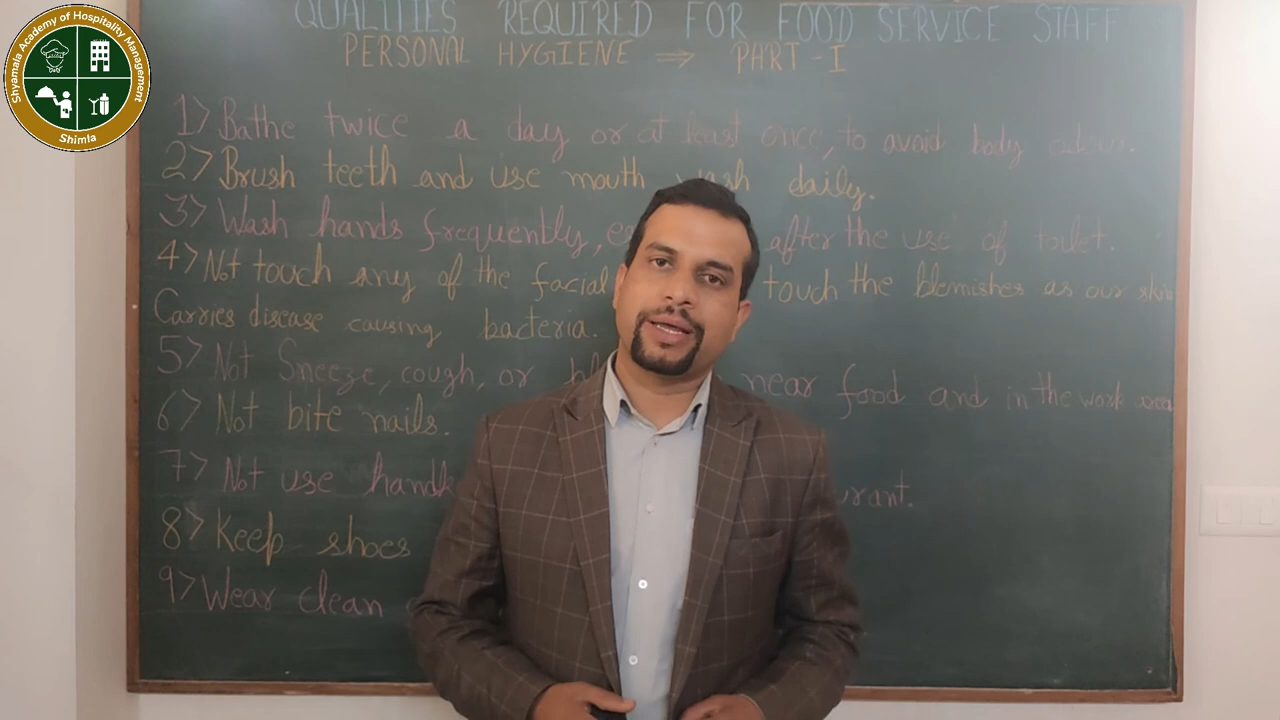 Shyamala Academy of Hospitality Management
Shimla
QUALITIES REQUIRED FOR FOOD SERVICE STAFF
PERSONAL HYGIENE ⇒ PART-I
1> Bathe twice a day or at least once, to avoid body odour.
2> Brush teeth and use mouth wash daily.
3> Wash hands frequently, after the use of toilet.
4> Not touch any of the facial touch the blemishes as our skin
Carries disease causing bacteria.
5> Not Sneeze, cough, or near food and in the work area
6> Not bite nails.
7> Not use
8> Keep shoes
9> Wear clean